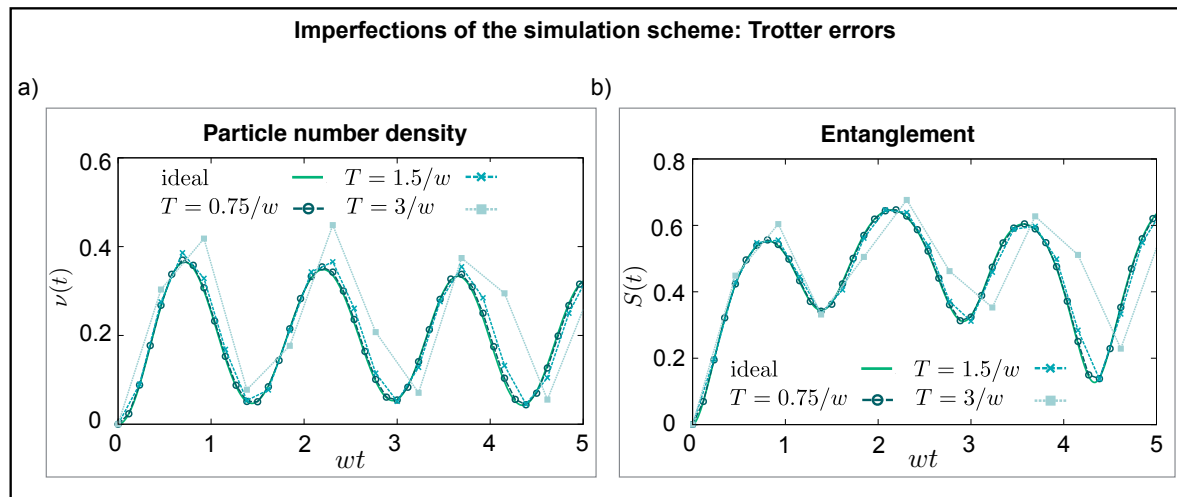 Imperfections of the simulation scheme: Trotter errors
a)
Particle number density
0.6
0.4
0.2
0
ν(t)
ideal
T = 1.5/w
T = 0.75/w
T = 3/w
0 1 2 3 4 5
wt
b)
Entanglement
0.8
0.6
0.4
0.2
0
S(t)
ideal
T = 1.5/w
T = 0.75/w
T = 3/w
0 1 2 3 4 5
wt